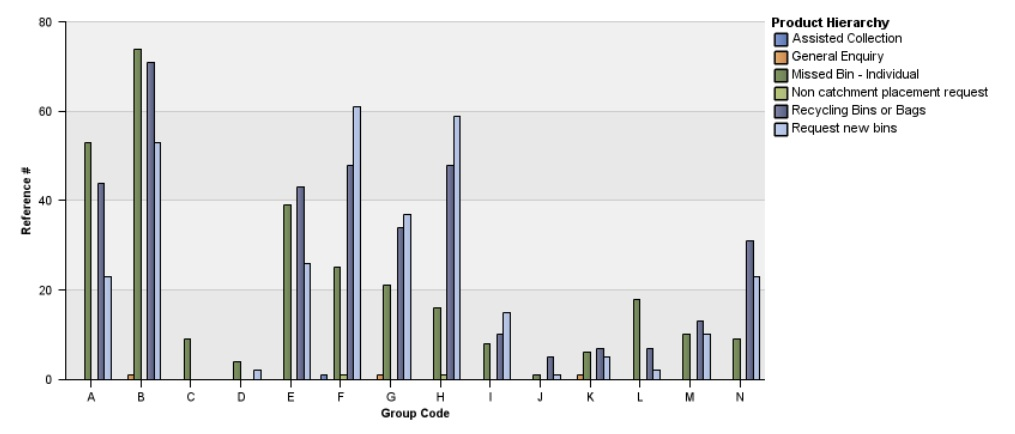 Product Hierarchy
Assisted Collection
General Enquiry
Missed Bin - Individual
Non catchment placement request
Recycling Bins or Bags
Request new bins
80
60
40
20
0
Reference #
A B C D E F G H I J K L M N
Group Code